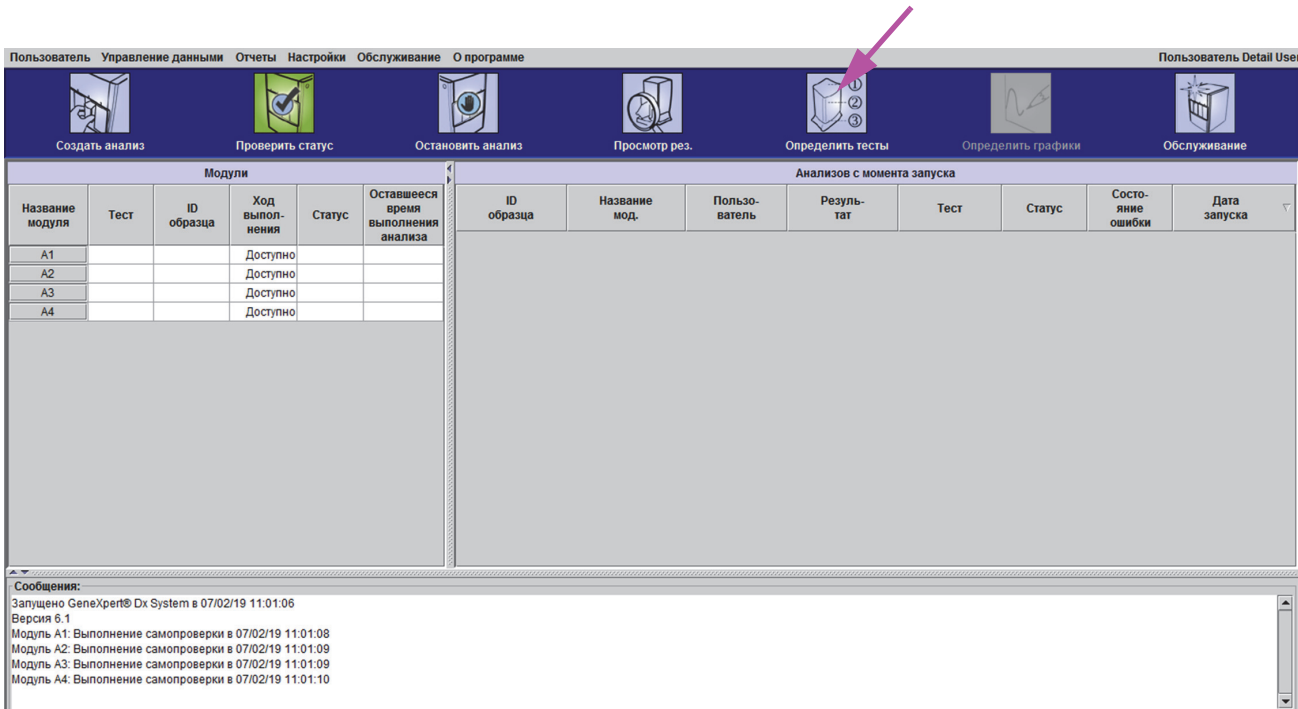 Пользователь Управление данными Отчеты Настройки Обслуживание О программе Пользователь Detail User
① ② ③
Создать анализ Проверить статус Остановить анализ Просмотр рез. Определить тесты Определить графики Обслуживание
Модули
Название модуля Тест ID образца Ход выпол-нения Статус Оставшееся время выполнения анализа
A1 Доступно
A2 Доступно
A3 Доступно
A4 Доступно
Анализов с момента запуска
ID образца Название мод. Пользо-ватель Резуль-тат Тест Статус Состо-яние ошибки Дата запуска
Сообщения:
Запущено GeneXpert® Dx System в 07/02/19 11:01:06
Версия 6.1
Модуль A1: Выполнение самопроверки в 07/02/19 11:01:08
Модуль A2: Выполнение самопроверки в 07/02/19 11:01:09
Модуль A3: Выполнение самопроверки в 07/02/19 11:01:09
Модуль A4: Выполнение самопроверки в 07/02/19 11:01:10